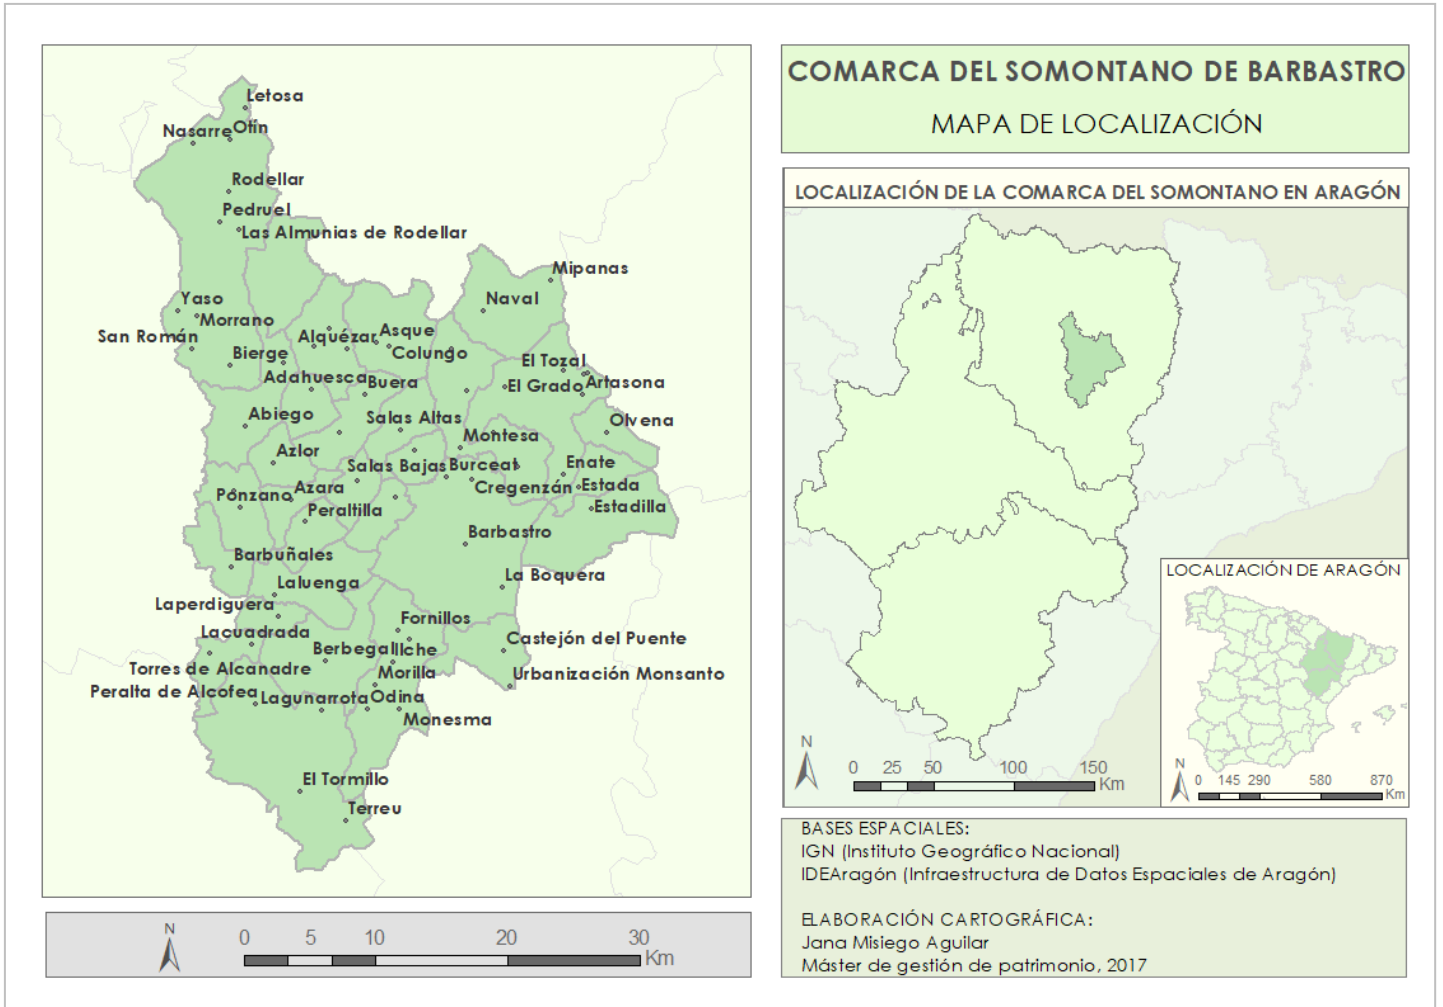 Letosa
Nasarre
Otín
Rodellar
Pedruel
Las Almunias de Rodellar
Mipanas
Naval
Yaso
Morrano
San Román
Bierge
Alquézar
Asque
Colungo
El Tozal
Adahuesca
Buera
El Grado
Artasona
Abiego
Salas Altas
Olvena
Montesa
Azlor
Salas Bajas
Burceat
Enate
Ponzano
Azara
Cregenzán
Estada
Peraltilla
Estadilla
Barbastro
Barbuñales
La Boquera
Laluenga
Laperdiguera
Fornillos
Lacuadrada
Castejón del Puente
Berbegal
Ilche
Torres de Alcanadre
Morilla
Urbanización Monsanto
Peralta de Alcofea
Lagunarrota
Odina
Monesma
El Tormillo
Terreu
N
0 5 10 20 30
Km
COMARCA DEL SOMONTANO DE BARBASTRO
MAPA DE LOCALIZACIÓN
LOCALIZACIÓN DE LA COMARCA DEL SOMONTANO EN ARAGÓN
N
0 25 50 100 150
Km
LOCALIZACIÓN DE ARAGÓN
N
0 145 290 580 870
Km
BASES ESPACIALES:
IGN (Instituto Geográfico Nacional)
IDEAragón (Infraestructura de Datos Espaciales de Aragón)
ELABORACIÓN CARTOGRÁFICA:
Jana Misiego Aguilar
Máster de gestión de patrimonio, 2017